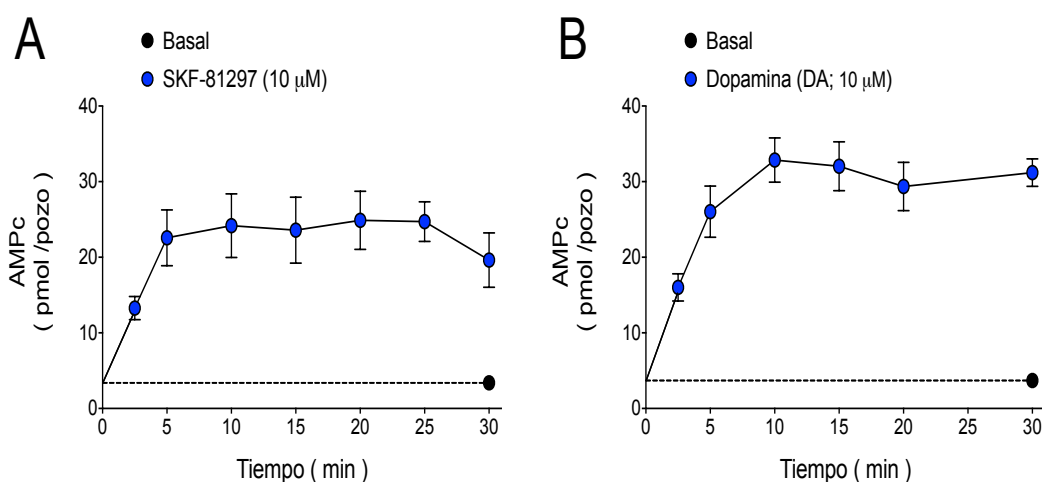 A
Basal
SKF-81297 (10 μM)
40
30
20
10
0
AMPc
( pmol /pozo )
0 5 10 15 20 25 30
Tiempo ( min )
B
Basal
Dopamina (DA; 10 μM)
40
30
20
10
0
AMPc
( pmol /pozo )
0 5 10 15 20 25 30
Tiempo ( min )